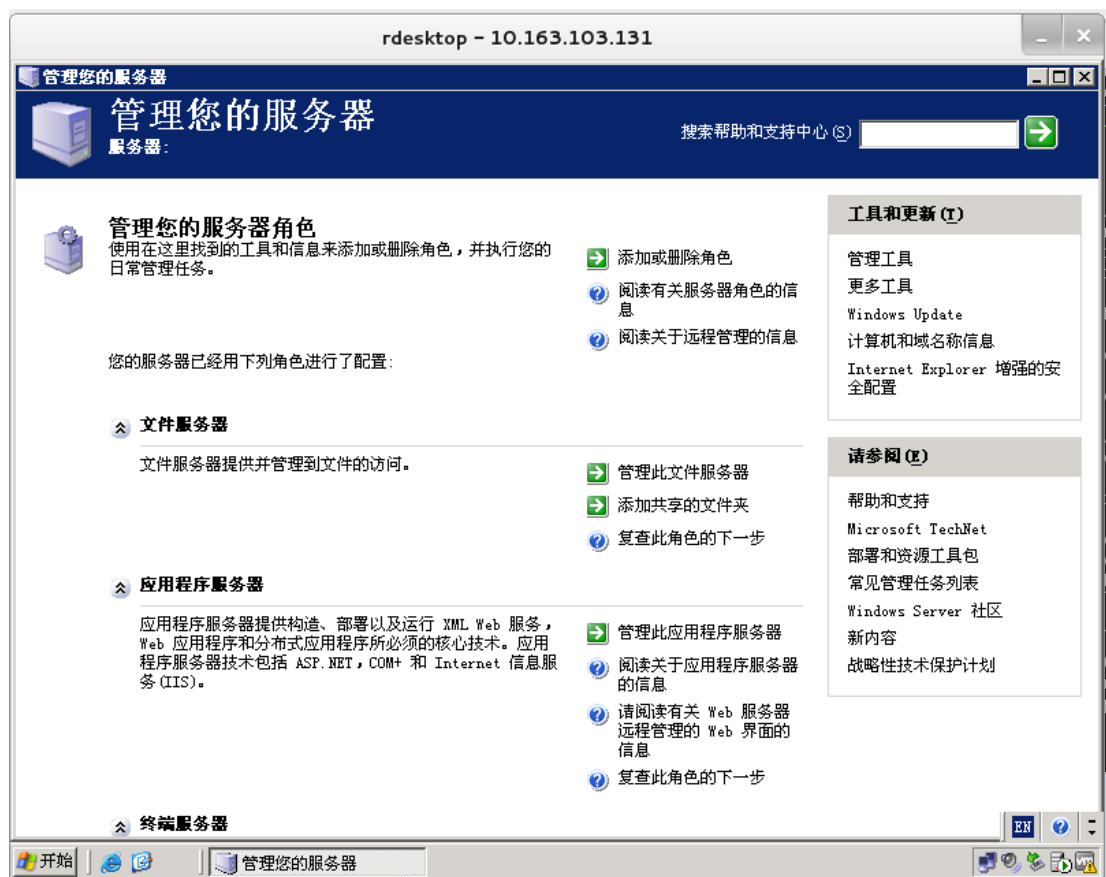 rdesktop - 10.163.103.131
管理您的服务器
管理您的服务器
服务器:
搜索帮助和支持中心(S)
管理您的服务器角色
使用在这里找到的工具和信息来添加或删除角色，并执行您的
日常管理任务。
添加或删除角色
阅读有关服务器角色的信
息
阅读关于远程管理的信息
您的服务器已经用下列角色进行了配置:
文件服务器
文件服务器提供并管理到文件的访问。
管理此文件服务器
添加共享的文件夹
复查此角色的下一步
应用程序服务器
应用程序服务器提供构造、部署以及运行 XML Web 服务，
Web 应用程序和分布式应用程序所必须的核心技术。应用
程序服务器技术包括 ASP.NET，COM+ 和 Internet 信息服
务(IIS)。
管理此应用程序服务器
阅读关于应用程序服务器
的信息
请阅读有关 Web 服务器
远程管理的 Web 界面的
信息
复查此角色的下一步
终端服务器
工具和更新(T)
管理工具
更多工具
Windows Update
计算机和域名称信息
Internet Explorer 增强的安
全配置
请参阅(E)
帮助和支持
Microsoft TechNet
部署和资源工具包
常见管理任务列表
Windows Server 社区
新内容
战略性技术保护计划
EN
开始
管理您的服务器